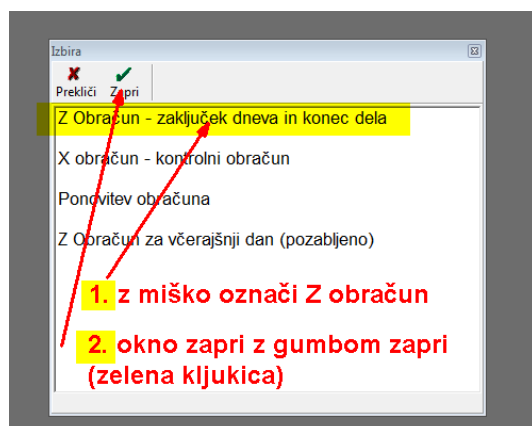 Izbira
Prekliči Zapri
Z Obračun - zaključek dneva in konec dela
X obračun - kontrolni obračun
Ponovitev obračuna
Z Obračun za včerajšnji dan (pozabljeno)
1. z miško označi Z obračun
2. okno zapri z gumbom zapri
(zelena kljukica)